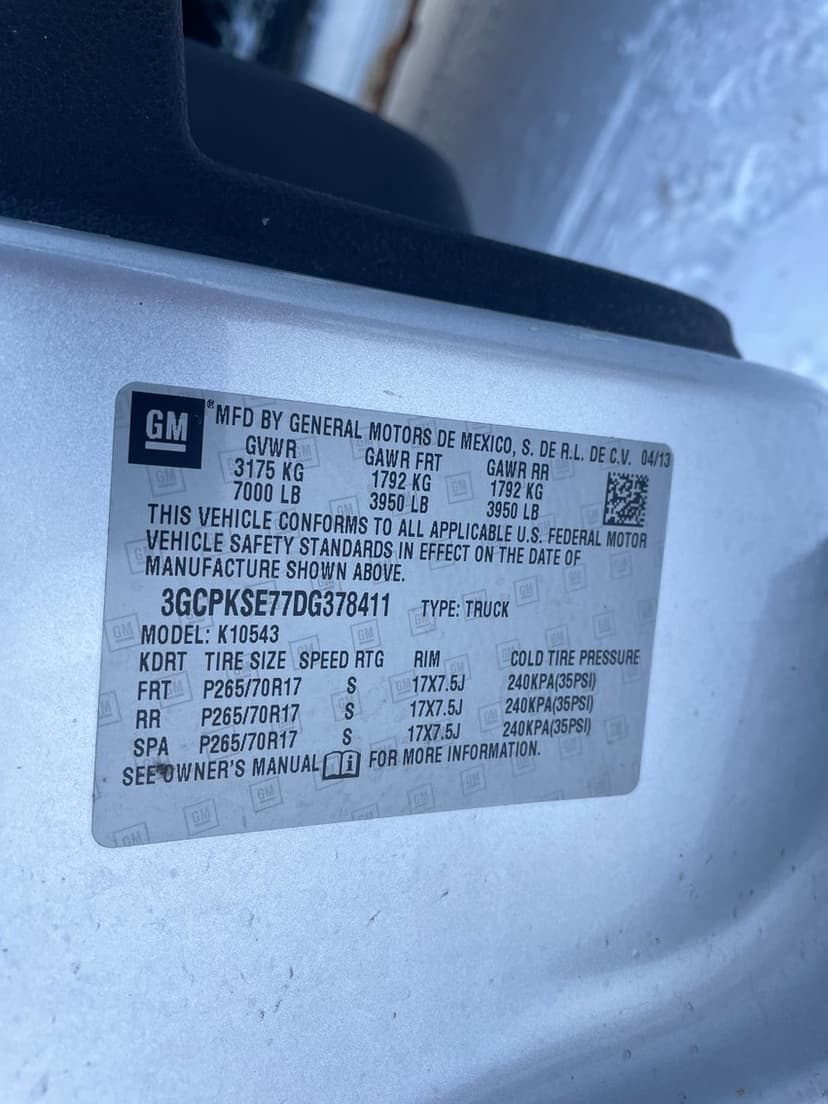 GM ® MFD BY GENERAL MOTORS DE MEXICO, S. DE R.L. DE C.V. 04/13
GVWR GAWR FRT GAWR RR
3175 KG 1792 KG 1792 KG
7000 LB 3950 LB 3950 LB
THIS VEHICLE CONFORMS TO ALL APPLICABLE U.S. FEDERAL MOTOR
VEHICLE SAFETY STANDARDS IN EFFECT ON THE DATE OF
MANUFACTURE SHOWN ABOVE.
3GCPKSE77DG378411 TYPE: TRUCK
MODEL: K10543
KDRT TIRE SIZE SPEED RTG RIM COLD TIRE PRESSURE
FRT P265/70R17 S 17X7.5J 240KPA(35PSI)
RR P265/70R17 S 17X7.5J 240KPA(35PSI)
SPA P265/70R17 S 17X7.5J 240KPA(35PSI)
SEE OWNER'S MANUAL FOR MORE INFORMATION.